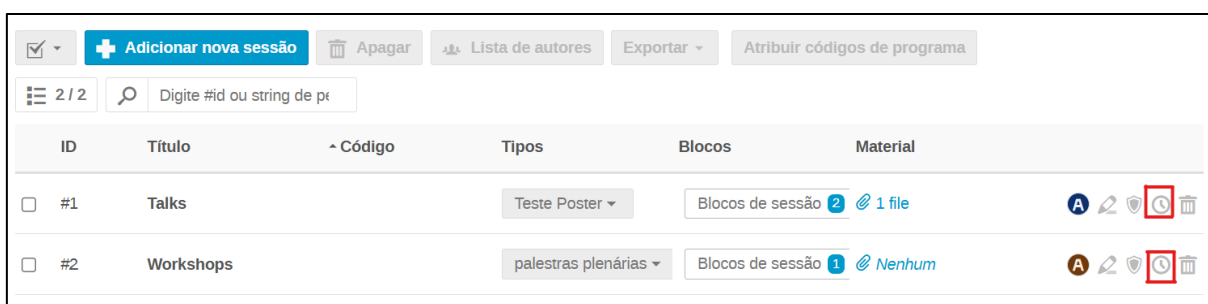 Adicionar nova sessão Apagar Lista de autores Exportar Atribuir códigos de programa
2 / 2 Digite #id ou string de pe
ID Título Código Tipos Blocos Material
#1 Talks Teste Poster Blocos de sessão 2 1 file A
#2 Workshops palestras plenárias Blocos de sessão 1 Nenhum A